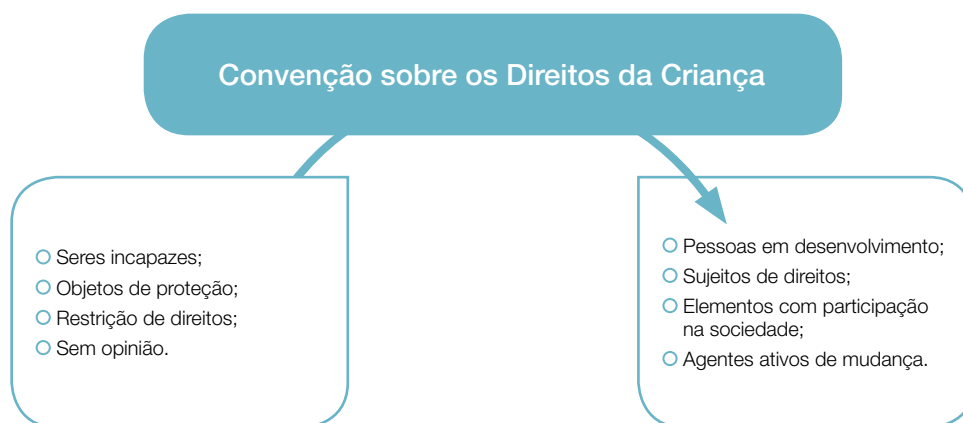 Convenção sobre os Direitos da Criança
Seres incapazes;
Objetos de proteção;
Restrição de direitos;
Sem opinião.
Pessoas em desenvolvimento;
Sujeitos de direitos;
Elementos com participação
na sociedade;
Agentes ativos de mudança.